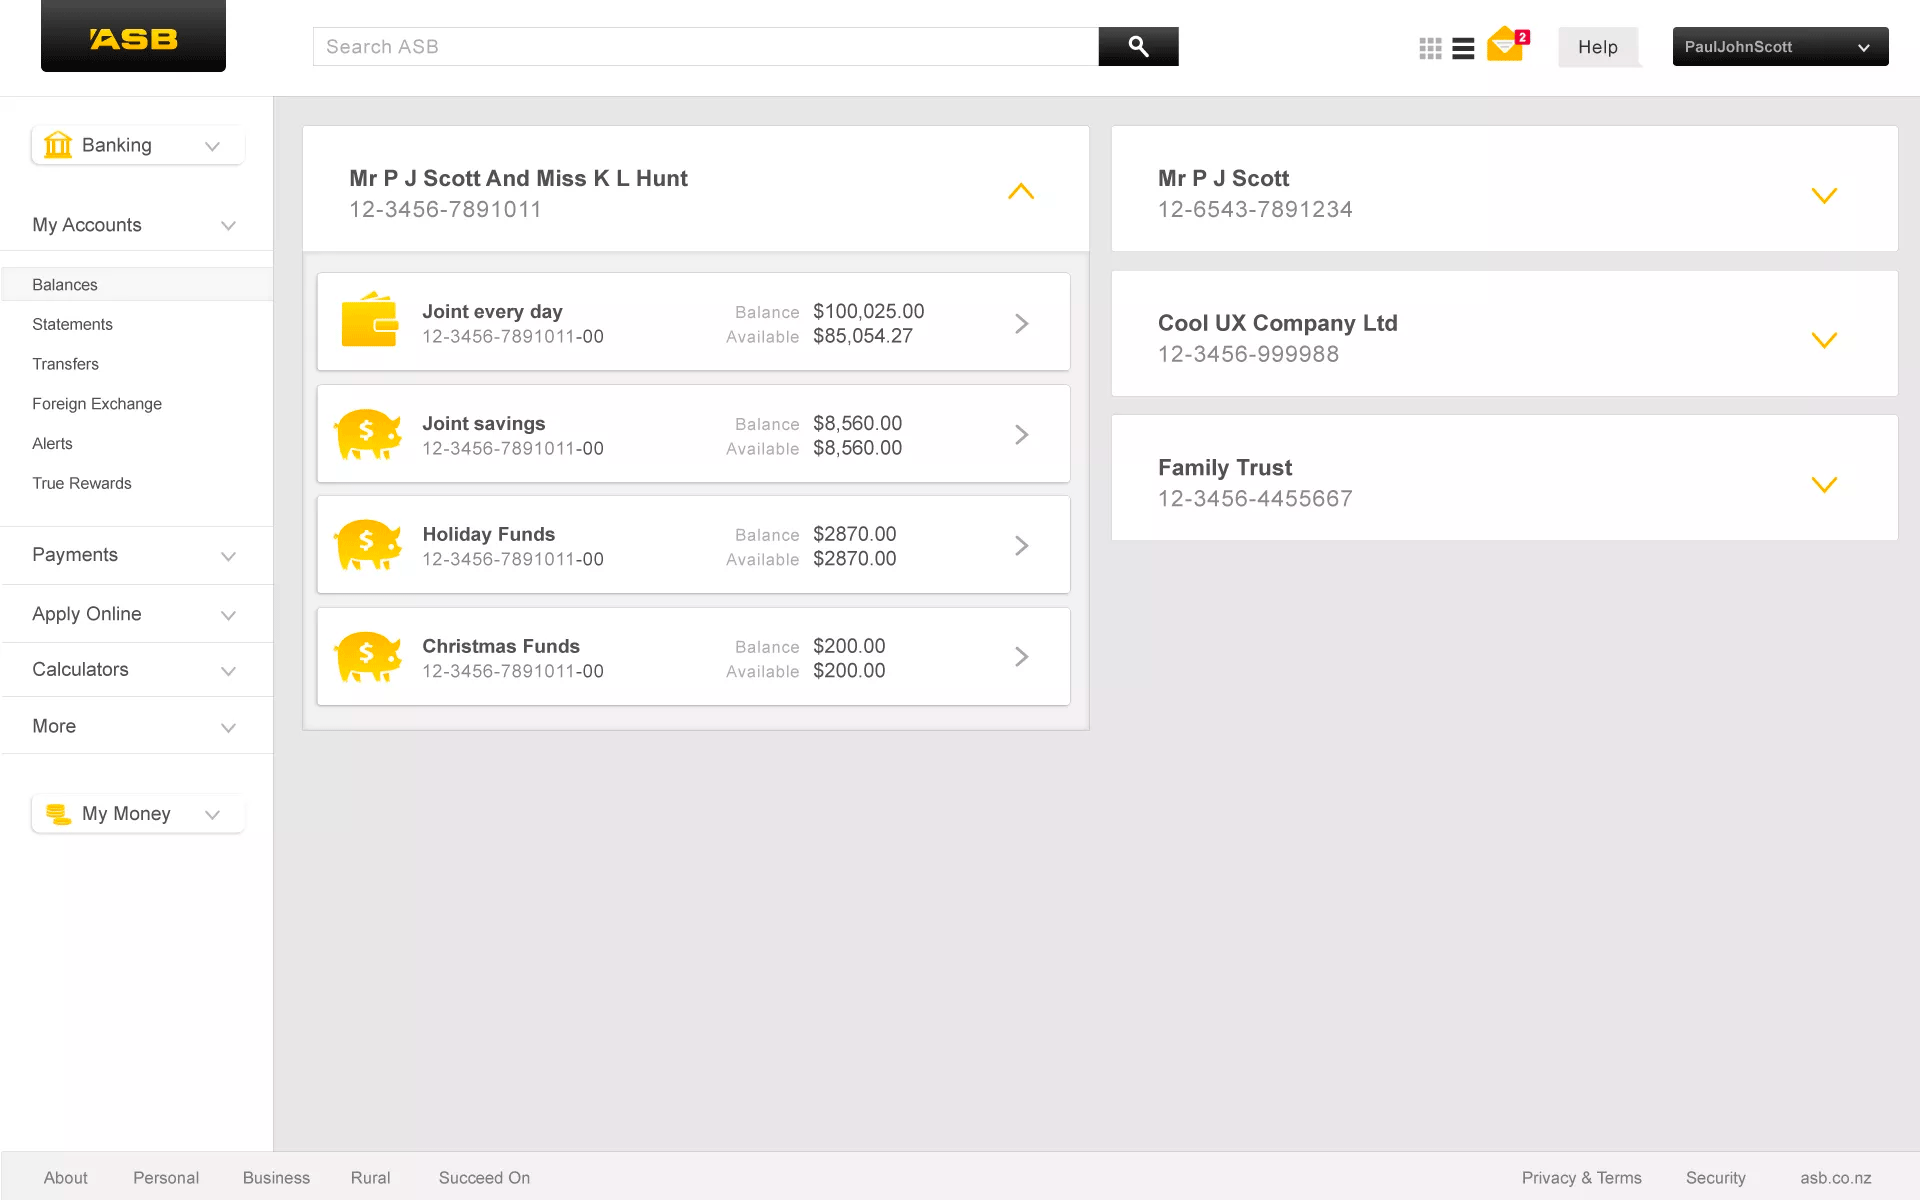 ASB
Search ASB
2
Help
PaulJohnScott
Banking
My Accounts
Balances
Statements
Transfers
Foreign Exchange
Alerts
True Rewards
Payments
Apply Online
Calculators
More
My Money
Mr P J Scott And Miss K L Hunt
12-3456-7891011
Joint every day
12-3456-7891011-00
Balance $100,025.00
Available $85,054.27
Joint savings
12-3456-7891011-00
Balance $8,560.00
Available $8,560.00
Holiday Funds
12-3456-7891011-00
Balance $2870.00
Available $2870.00
Christmas Funds
12-3456-7891011-00
Balance $200.00
Available $200.00
Mr P J Scott
12-6543-7891234
Cool UX Company Ltd
12-3456-999988
Family Trust
12-3456-4455667
About Personal Business Rural Succeed On
Privacy & Terms Security asb.co.nz